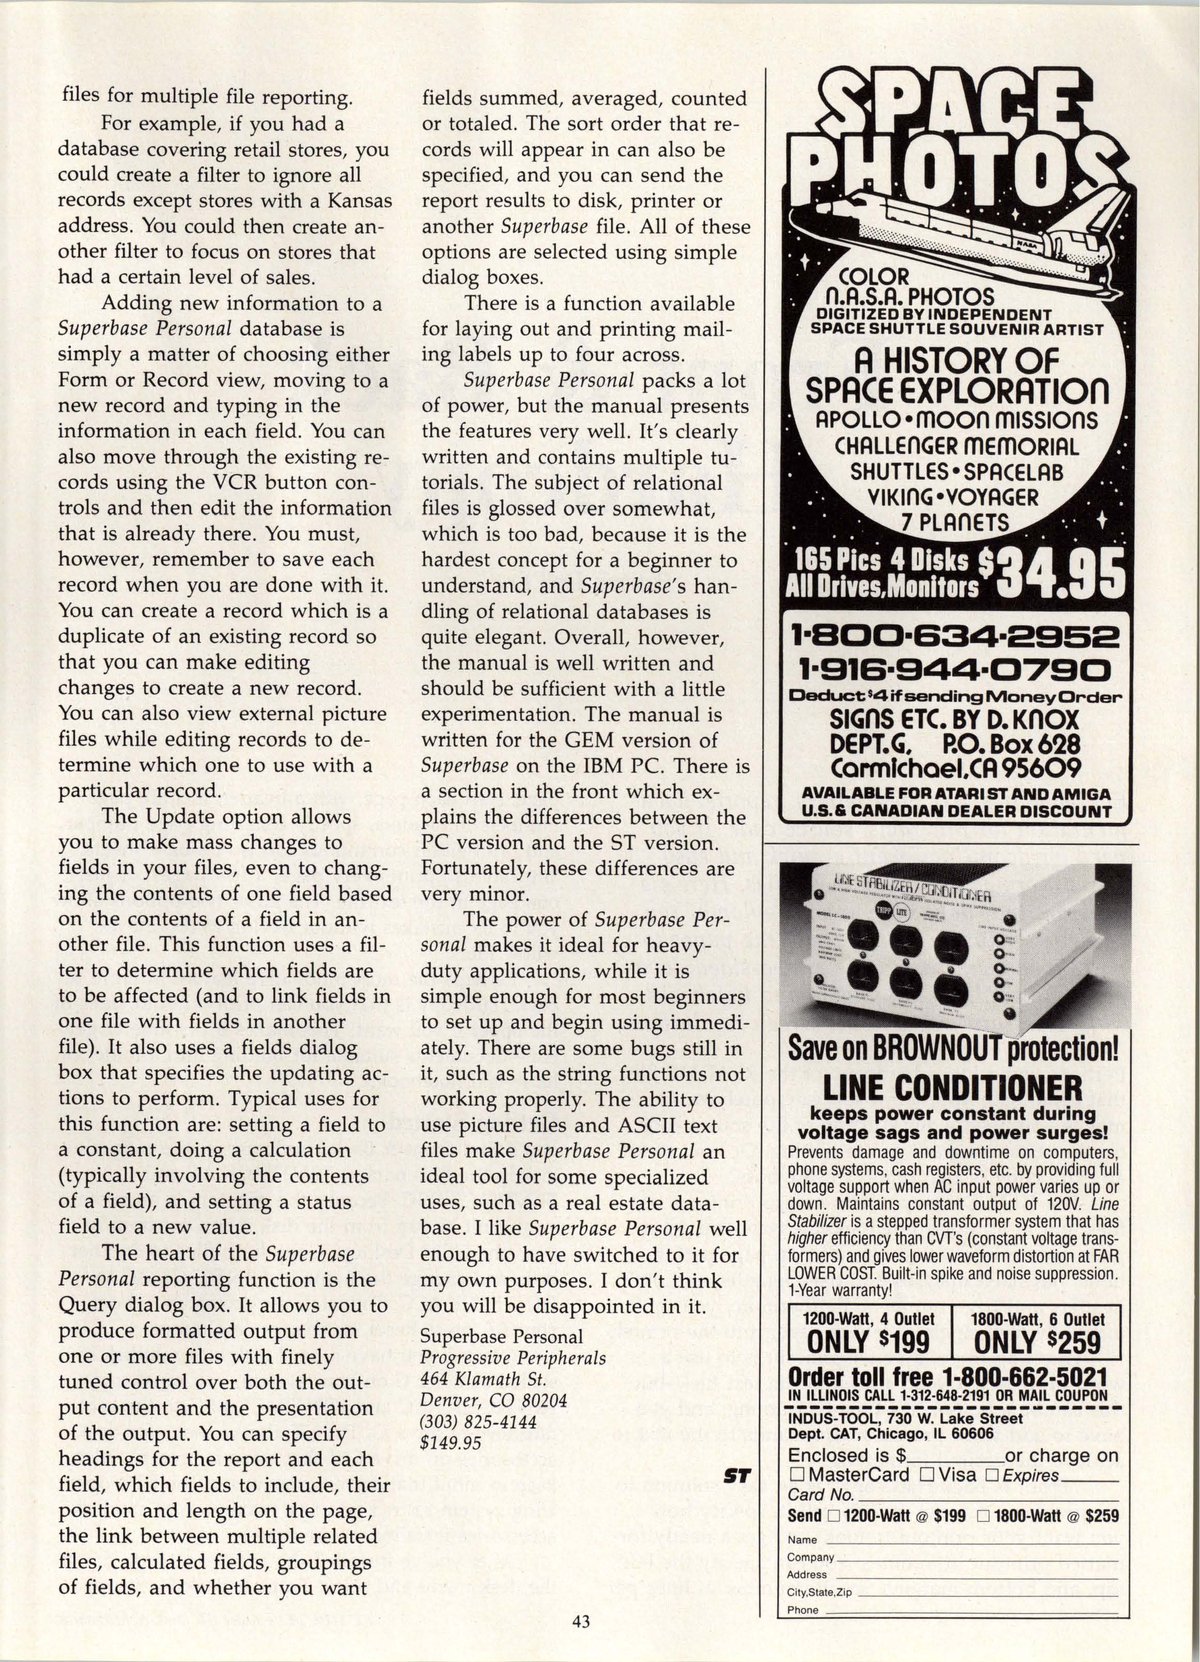 files for multiple file reporting.
For example, if you had a
database covering retail stores, you
could create a filter to ignore all
records except stores with a Kansas
address. You could then create an-
other filter to focus on stores that
had a certain level of sales.
Adding new information to a
Superbase Personal database is
simply a matter of choosing either
Form or Record view, moving to a
new record and typing in the
information in each field. You can
also move through the existing re-
cords using the VCR button con-
trols and then edit the information
that is already there. You must,
however, remember to save each
record when you are done with it.
You can create a record which is a
duplicate of an existing record so
that you can make editing
changes to create a new record.
You can also view external picture
files while editing records to de-
termine which one to use with a
particular record.
The Update option allows
you to make mass changes to
fields in your files, even to chang-
ing the contents of one field based
on the contents of a field in an-
other file. This function uses a fil-
ter to determine which fields are
to be affected (and to link fields in
one file with fields in another
file). It also uses a fields dialog
box that specifies the updating ac-
tions to perform. Typical uses for
this function are: setting a field to
a constant, doing a calculation
(typically involving the contents
of a field), and setting a status
field to a new value.
The heart of the Superbase
Personal reporting function is the
Query dialog box. It allows you to
produce formatted output from
one or more files with finely
tuned control over both the out-
put content and the presentation
of the output. You can specify
headings for the report and each
field, which fields to include, their
position and length on the page,
the link between multiple related
files, calculated fields, groupings
of fields, and whether you want
fields summed, averaged, counted
or totaled. The sort order that re-
cords will appear in can also be
specified, and you can send the
report results to disk, printer or
another Superbase file. All of these
options are selected using simple
dialog boxes.
There is a function available
for laying out and printing mail-
ing labels up to four across.
Superbase Personal packs a lot
of power, but the manual presents
the features very well. It's clearly
written and contains multiple tu-
torials. The subject of relational
files is glossed over somewhat,
which is too bad, because it is the
hardest concept for a beginner to
understand, and Superbase's han-
dling of relational databases is
quite elegant. Overall, however,
the manual is well written and
should be sufficient with a little
experimentation. The manual is
written for the GEM version of
Superbase on the IBM PC. There is
a section in the front which ex-
plains the differences between the
PC version and the ST version.
Fortunately, these differences are
very minor.
The power of Superbase Per-
sonal makes it ideal for heavy-
duty applications, while it is
simple enough for most beginners
to set up and begin using immedi-
ately. There are some bugs still in
it, such as the string functions not
working properly. The ability to
use picture files and ASCII text
files make Superbase Personal an
ideal tool for some specialized
uses, such as a real estate data-
base. I like Superbase Personal well
enough to have switched to it for
my own purposes. I don't think
you will be disappointed in it.
Superbase Personal
Progressive Peripherals
464 Klamath St.
Denver, CO 80204
(303) 825-4144
$149.95
ST
SPACE
PHOTOS
NASA
COLOR
N.A.S.A. PHOTOS
DIGITIZED BY INDEPENDENT
SPACE SHUTTLE SOUVENIR ARTIST
A HISTORY OF
SPACE EXPLORATION
APOLLO•MOON MISSIONS
CHALLENGER MEMORIAL
SHUTTLES•SPACELAB
VIKING•VOYAGER
7 PLANETS
165 Pics 4 Disks $34.95
All Drives, Monitors
1-800-634-2952
1-916-944-0790
Deduct $4 if sending Money Order
SIGNS ETC. BY D. KNOX
DEPT. G, P.O. Box 628
Carmichael, CA 95609
AVAILABLE FOR ATARI ST AND AMIGA
U.S. & CANADIAN DEALER DISCOUNT
LINE STABILIZER/CONDITIONER
TRIPP LITE
Save on BROWNOUT protection!
LINE CONDITIONER
keeps power constant during
voltage sags and power surges!
Prevents damage and downtime on computers,
phone systems, cash registers, etc. by providing full
voltage support when AC input power varies up or
down. Maintains constant output of 120V. Line
Stabilizer is a stepped transformer system that has
higher efficiency than CVT's (constant voltage trans-
formers) and gives lower waveform distortion at FAR
LOWER COST. Built-in spike and noise suppression.
1-Year warranty!
1200-Watt, 4 Outlet
ONLY $199
1800-Watt, 6 Outlet
ONLY $259
Order toll free 1-800-662-5021
IN ILLINOIS CALL 1-312-648-2191 OR MAIL COUPON
INDUS-TOOL, 730 W. Lake Street
Dept. CAT, Chicago, IL 60606
Enclosed is $__________or charge on
☐ MasterCard ☐ Visa ☐ Expires______
Card No.__________
Send ☐ 1200-Watt @ $199 ☐ 1800-Watt @ $259
Name
Company
Address
City,State,Zip
Phone
43